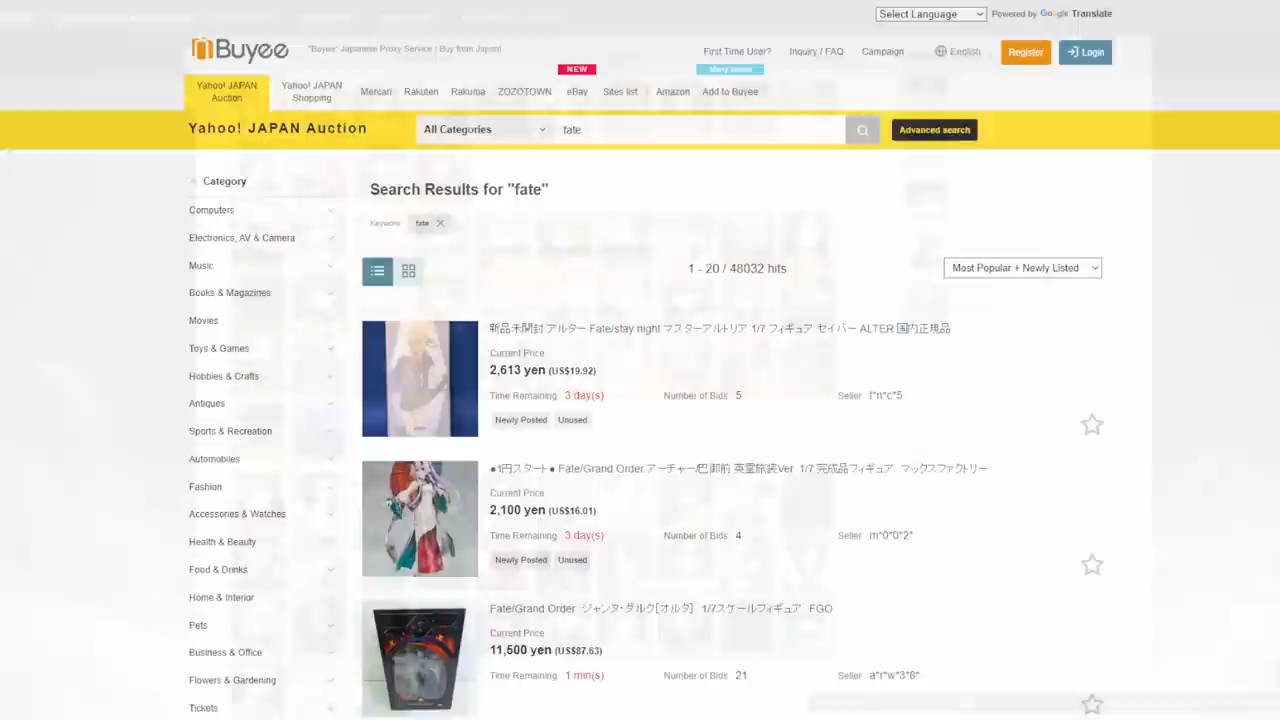 Select Language
Powered by Google Translate
Buyee
"Buyee" Japanese Proxy Service | Buy from Japan!
First Time User?
Inquiry / FAQ
Campaign
English
Register
Login
NEW
Yahoo! JAPAN Auction
Yahoo! JAPAN Shopping
Mercari
Rakuten
Rakuma
ZOZOTOWN
eBay
Sites list
Amazon
Add to Buyee
Yahoo! JAPAN Auction
All Categories
fate
Advanced search
Category
Computers
Electronics, AV & Camera
Music
Books & Magazines
Movies
Toys & Games
Hobbies & Crafts
Antiques
Sports & Recreation
Automobiles
Fashion
Accessories & Watches
Health & Beauty
Food & Drinks
Home & Interior
Pets
Business & Office
Flowers & Gardening
Tickets
Search Results for "fate"
Keyword fate
1 - 20 / 48032 hits
Most Popular + Newly Listed
新品未開封 アルター Fate/stay night マスターアルトリア 1/7 フィギュア セイバー ALTER 国内正規品
Current Price
2,613 yen (US$19.92)
Time Remaining 3 day(s)
Number of Bids 5
Seller t*n*c*5
Newly Posted
Unused
●1円スタート● Fate/Grand Order アーチャー/巴御前 英霊旅装Ver 1/7 完成品フィギュア マックスファクトリー
Current Price
2,100 yen (US$16.01)
Time Remaining 3 day(s)
Number of Bids 4
Seller m*0*0*2*
Newly Posted
Unused
Fate/Grand Order ジャンヌ・ダルク[オルタ] 1/7スケールフィギュア FGO
Current Price
11,500 yen (US$87.63)
Time Remaining 1 min(s)
Number of Bids 21
Seller a*r*w*3*8*